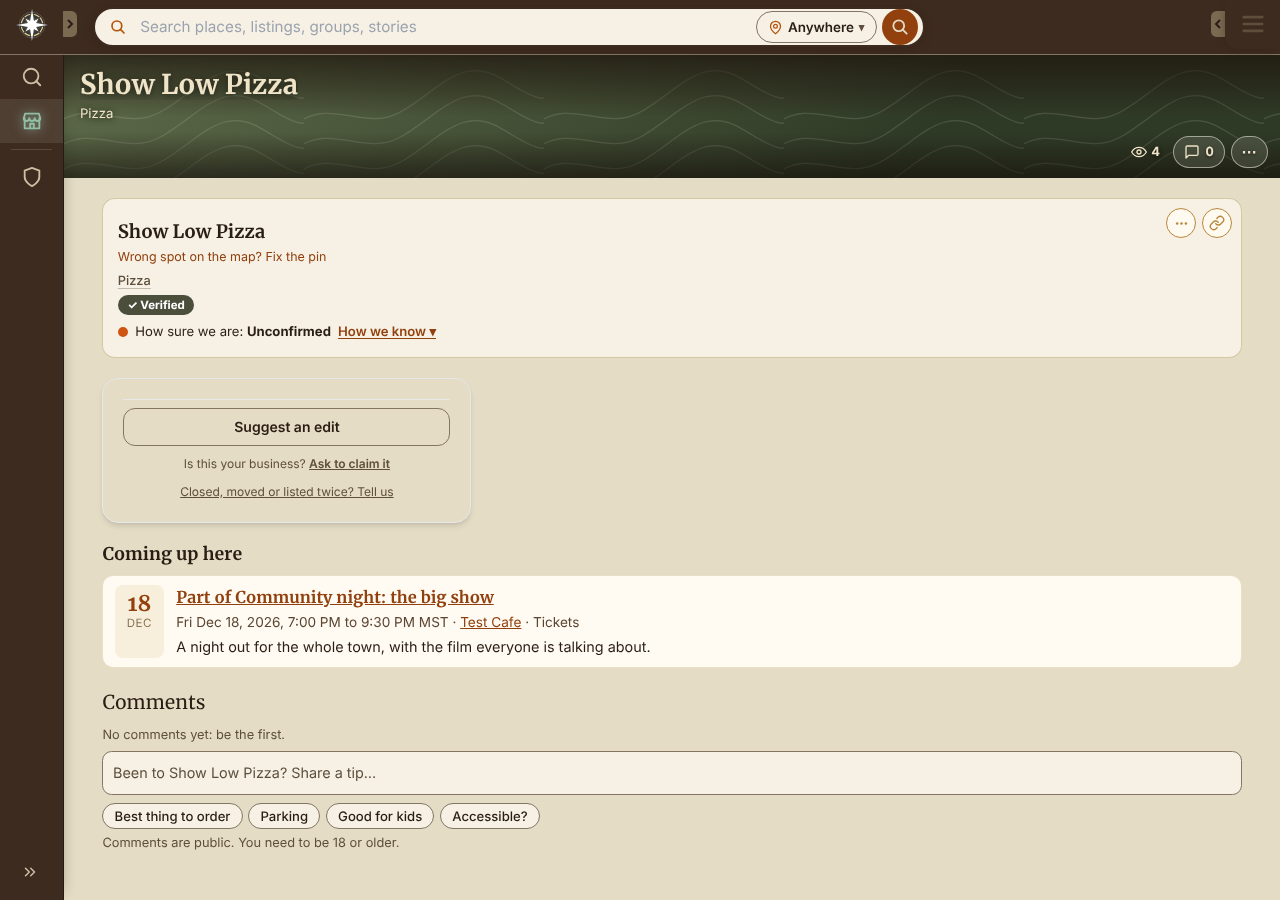 Search places, listings, groups, stories
Anywhere ▾
Show Low Pizza
Pizza
4
0
Show Low Pizza
Wrong spot on the map? Fix the pin
Pizza
✓ Verified
How sure we are: Unconfirmed How we know ▾
Suggest an edit
Is this your business? Ask to claim it
Closed, moved or listed twice? Tell us
Coming up here
18
DEC
Part of Community night: the big show
Fri Dec 18, 2026, 7:00 PM to 9:30 PM MST · Test Cafe · Tickets
A night out for the whole town, with the film everyone is talking about.
Comments
No comments yet: be the first.
Been to Show Low Pizza? Share a tip...
Best thing to order
Parking
Good for kids
Accessible?
Comments are public. You need to be 18 or older.